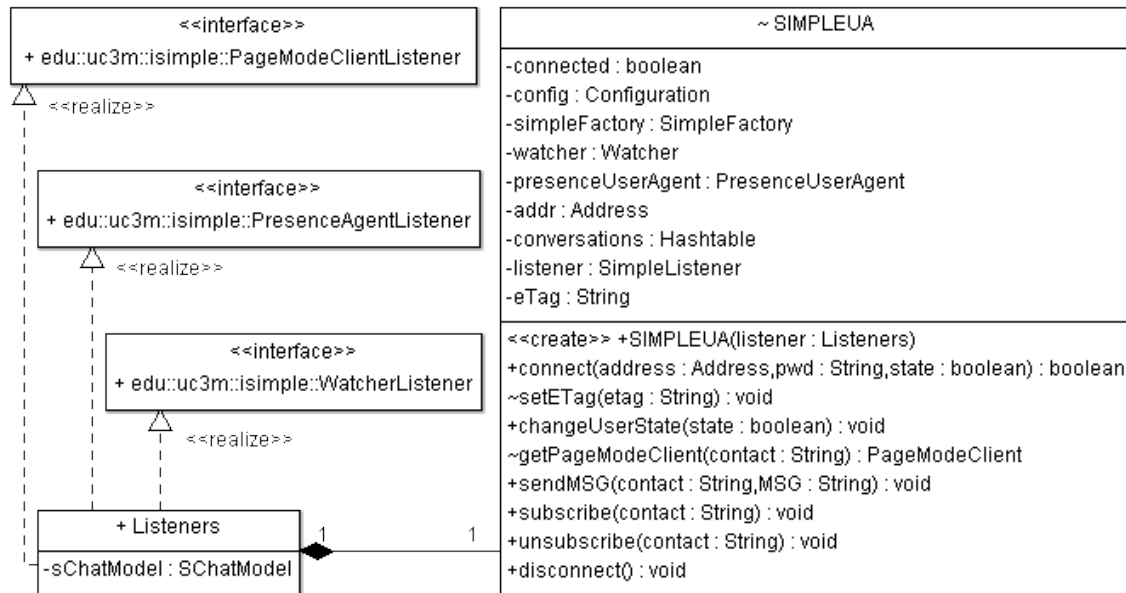 <<interface>>
+ edu::uc3m::isimple::PageModeClientListener
<<realize>>
<<interface>>
+ edu::uc3m::isimple::PresenceAgentListener
<<realize>>
<<interface>>
+ edu::uc3m::isimple::WatcherListener
<<realize>>
+ Listeners
-sChatModel : SChatModel
1
1
~ SIMPLEUA
-connected : boolean
-config : Configuration
-simpleFactory : SimpleFactory
-watcher : Watcher
-presenceUserAgent : PresenceUserAgent
-addr : Address
-conversations : Hashtable
-listener : SimpleListener
-eTag : String
<<create>> +SIMPLEUA(listener : Listeners)
+connect(address : Address,pwd : String,state : boolean) : boolean
~setETag(etag : String) : void
+changeUserState(state : boolean) : void
~getPageModeClient(contact : String) : PageModeClient
+sendMSG(contact : String,MSG : String) : void
+subscribe(contact : String) : void
+unsubscribe(contact : String) : void
+disconnect() : void